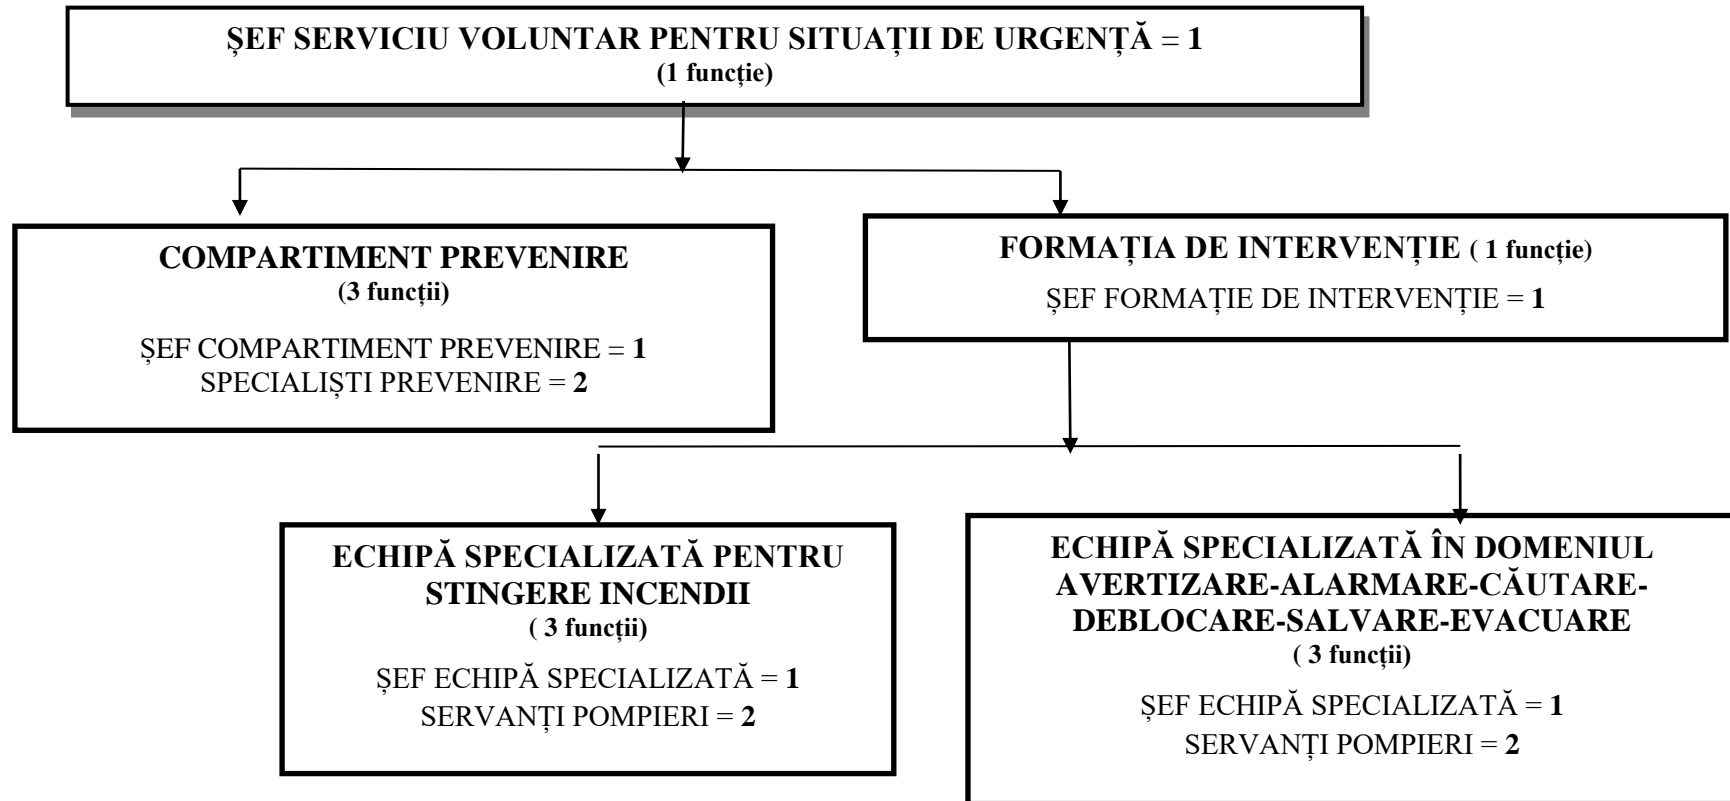 ȘEF SERVICIU VOLUNTAR PENTRU SITUAȚII DE URGENȚĂ = 1
(1 funcție)
COMPARTIMENT PREVENIRE
(3 funcții)
ȘEF COMPARTIMENT PREVENIRE = 1
SPECIALIȘTI PREVENIRE = 2
FORMAȚIA DE INTERVENȚIE ( 1 funcție)
ȘEF FORMAȚIE DE INTERVENȚIE = 1
ECHIPĂ SPECIALIZATĂ PENTRU
STINGERE INCENDII
( 3 funcții)
ȘEF ECHIPĂ SPECIALIZATĂ = 1
SERVANȚI POMPIERI = 2
ECHIPĂ SPECIALIZATĂ ÎN DOMENIUL
AVERTIZARE-ALARMARE-CĂUTARE-
DEBLOCARE-SALVARE-EVACUARE
( 3 funcții)
ȘEF ECHIPĂ SPECIALIZATĂ = 1
SERVANȚI POMPIERI = 2